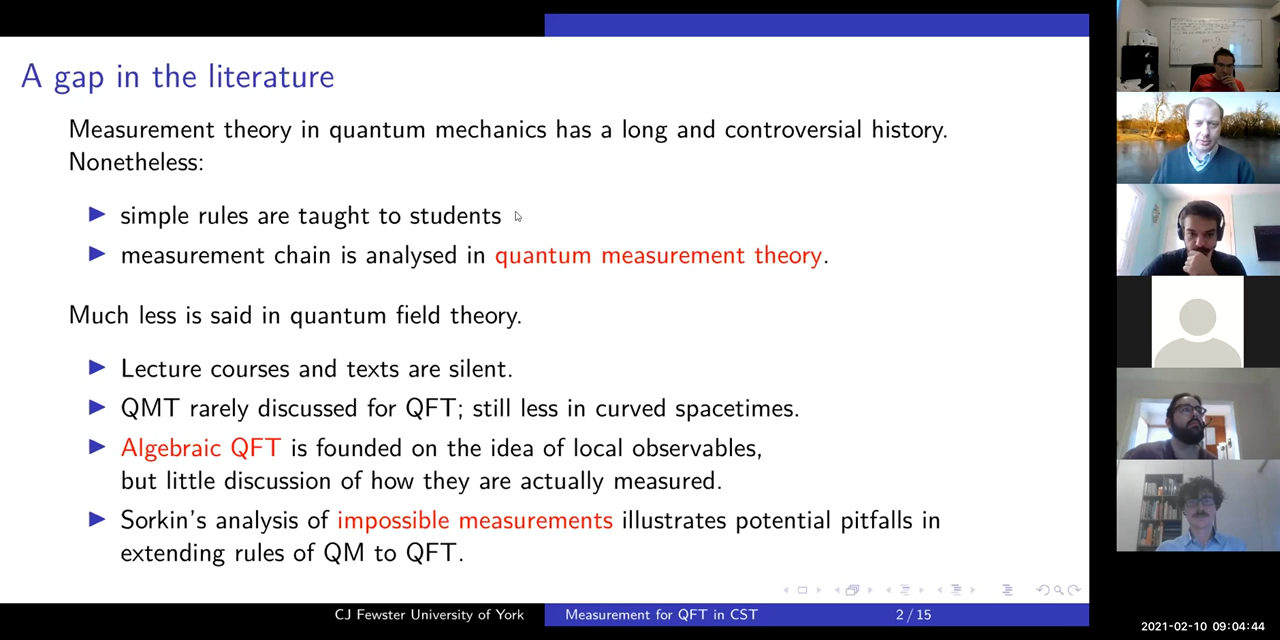 A gap in the literature
Measurement theory in quantum mechanics has a long and controversial history.
Nonetheless:
simple rules are taught to students
measurement chain is analysed in quantum measurement theory.
Much less is said in quantum field theory.
Lecture courses and texts are silent.
QMT rarely discussed for QFT; still less in curved spacetimes.
Algebraic QFT is founded on the idea of local observables,
but little discussion of how they are actually measured.
Sorkin's analysis of impossible measurements illustrates potential pitfalls in
extending rules of QM to QFT.
CJ Fewster University of York
Measurement for QFT in CST
2 / 15
2021-02-10 09:04:44